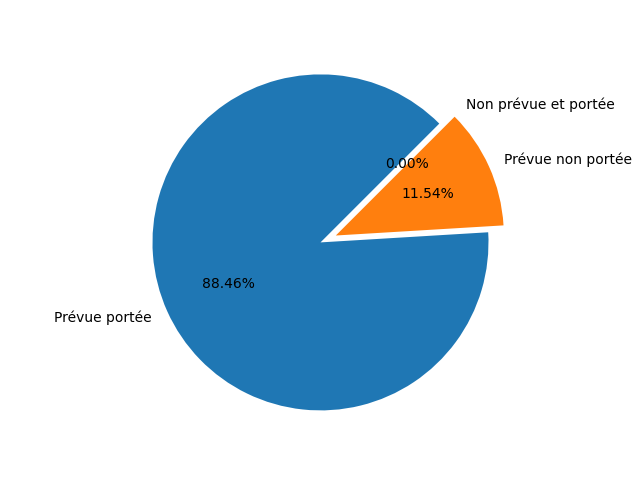 Non prévue et portée
Prévue non portée
0.00%
11.54%
88.46%
Prévue portée